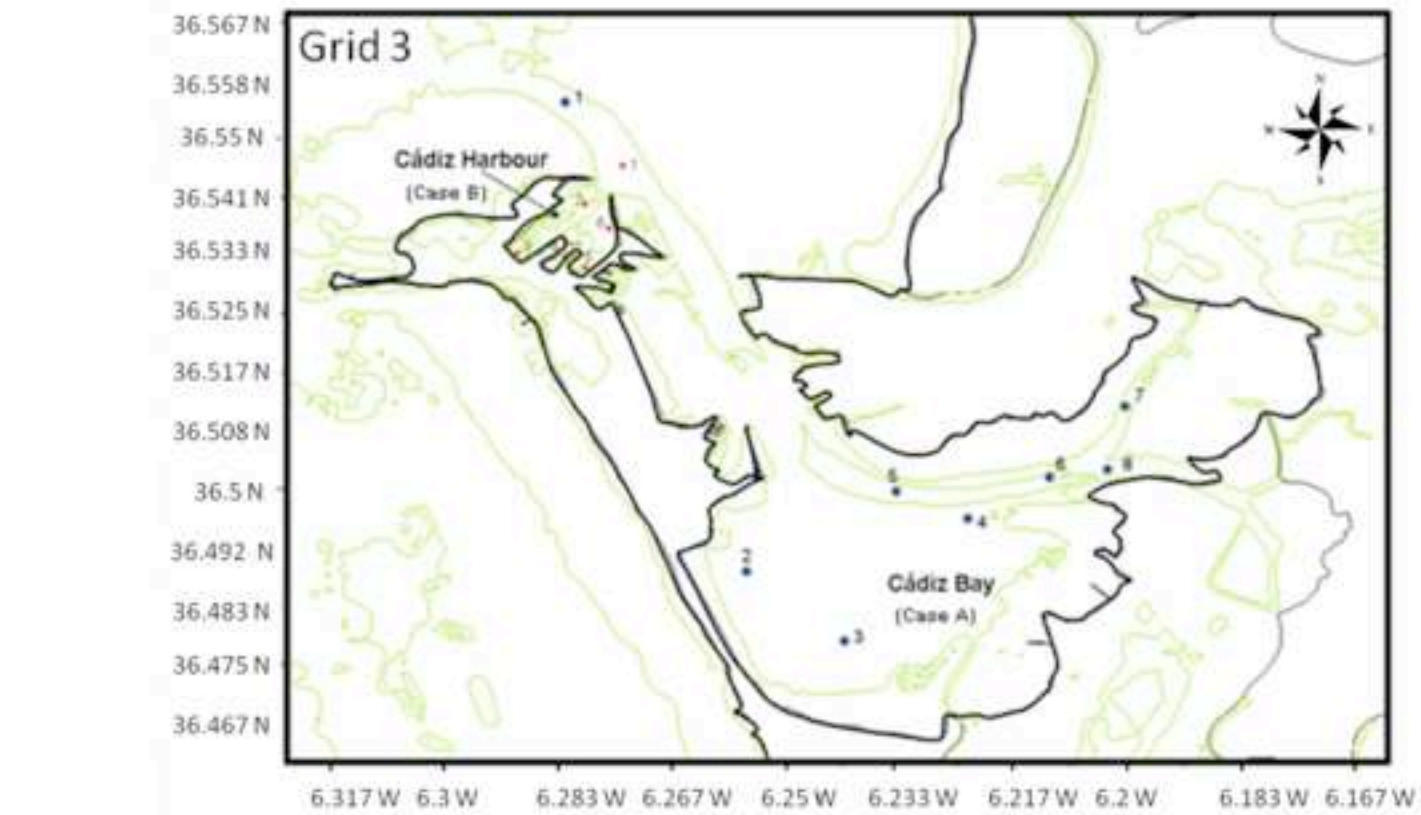 36.567 N
Grid 3
36.558 N
1
36.55 N
Cádiz Harbour
(Case B)
1
36.541 N
36.533 N
36.525 N
36.517 N
7
36.508 N
6
8
5
36.5 N
4
36.492 N
2
Cádiz Bay
(Case A)
36.483 N
3
36.475 N
36.467 N
N
W
E
S
6.317 W 6.3 W 6.283 W 6.267 W 6.25 W 6.233 W 6.217 W 6.2 W 6.183 W 6.167 W